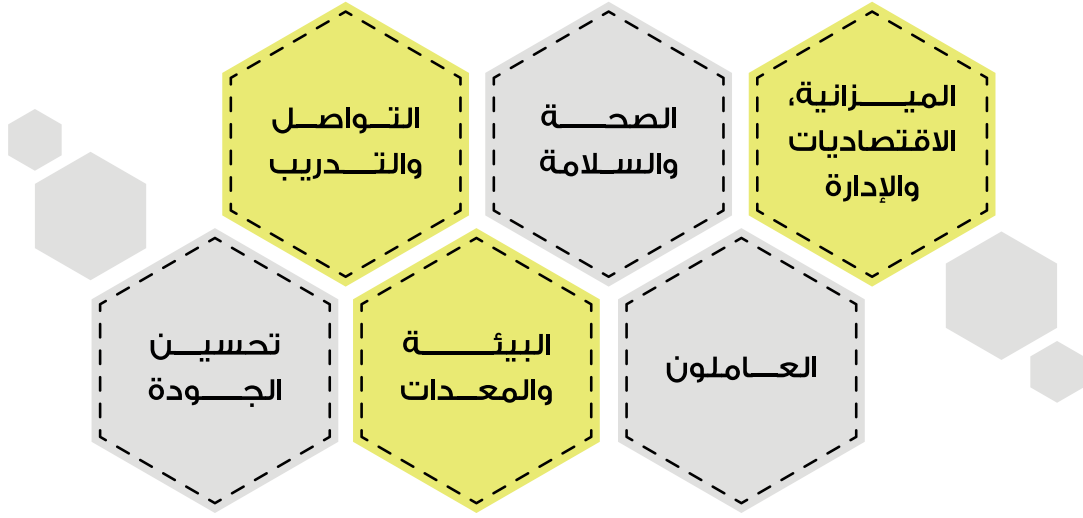 الميزانية،
الاقتصاديات
والإدارة
الصحة
والسلامة
التواصل
والتدريب
العاملون
البيئة
والمعدات
تحسين
الجودة